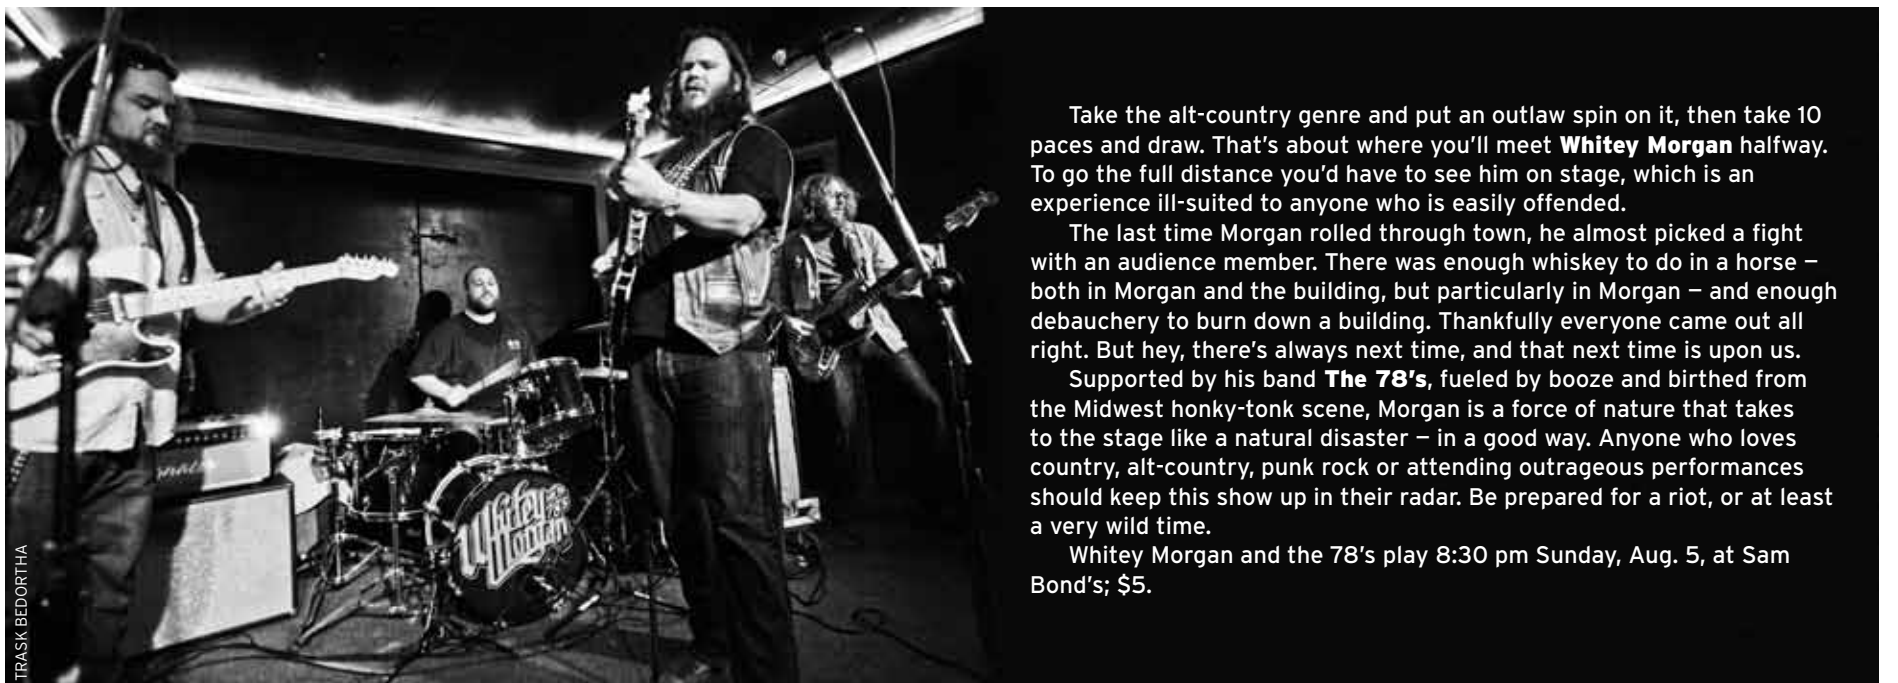 TRASK BEDORTHA
Whitey
Morgan
Take the alt-country genre and put an outlaw spin on it, then take 10
paces and draw. That's about where you'll meet Whitey Morgan halfway.
To go the full distance you'd have to see him on stage, which is an
experience ill-suited to anyone who is easily offended.
The last time Morgan rolled through town, he almost picked a fight
with an audience member. There was enough whiskey to do in a horse –
both in Morgan and the building, but particularly in Morgan – and enough
debauchery to burn down a building. Thankfully everyone came out all
right. But hey, there's always next time, and that next time is upon us.
Supported by his band The 78's, fueled by booze and birthed from
the Midwest honky-tonk scene, Morgan is a force of nature that takes
to the stage like a natural disaster – in a good way. Anyone who loves
country, alt-country, punk rock or attending outrageous performances
should keep this show up in their radar. Be prepared for a riot, or at least
a very wild time.
Whitey Morgan and the 78's play 8:30 pm Sunday, Aug. 5, at Sam
Bond's; $5.